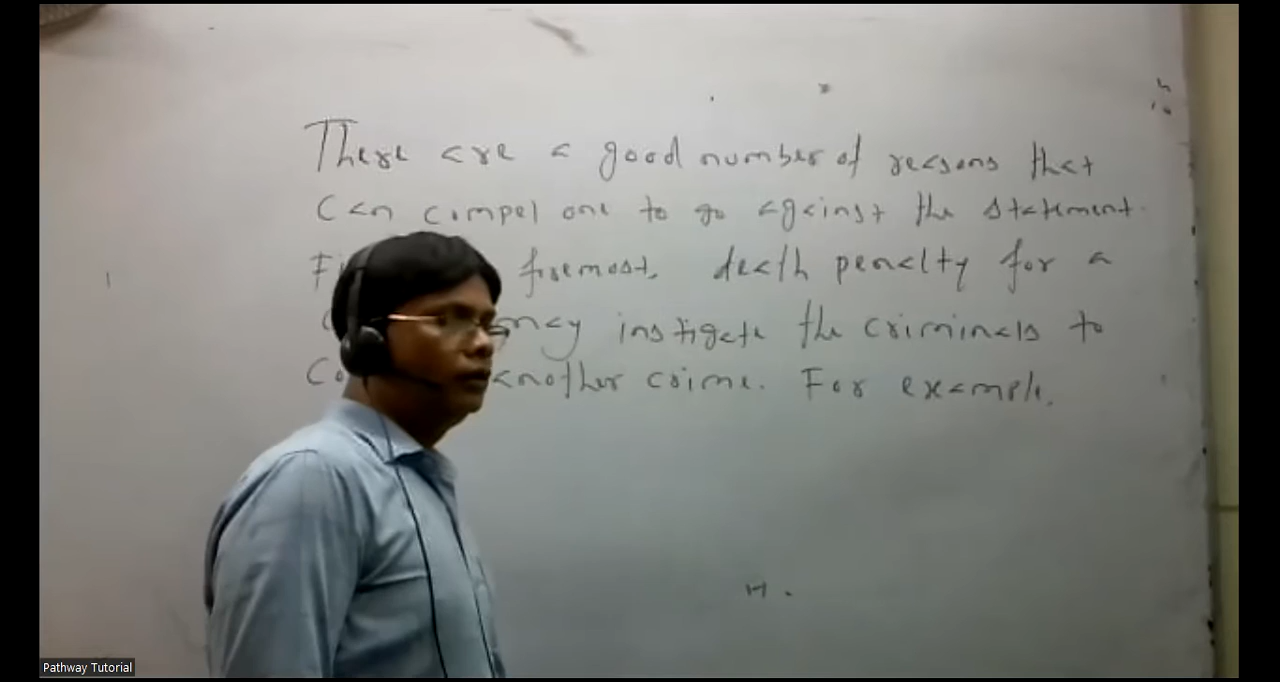 There are a good number of reasons that
can compel one to go against the statement.
foremost, death penalty for a
may instigate the criminals to
another crime. For example,
H.
Pathway Tutorial